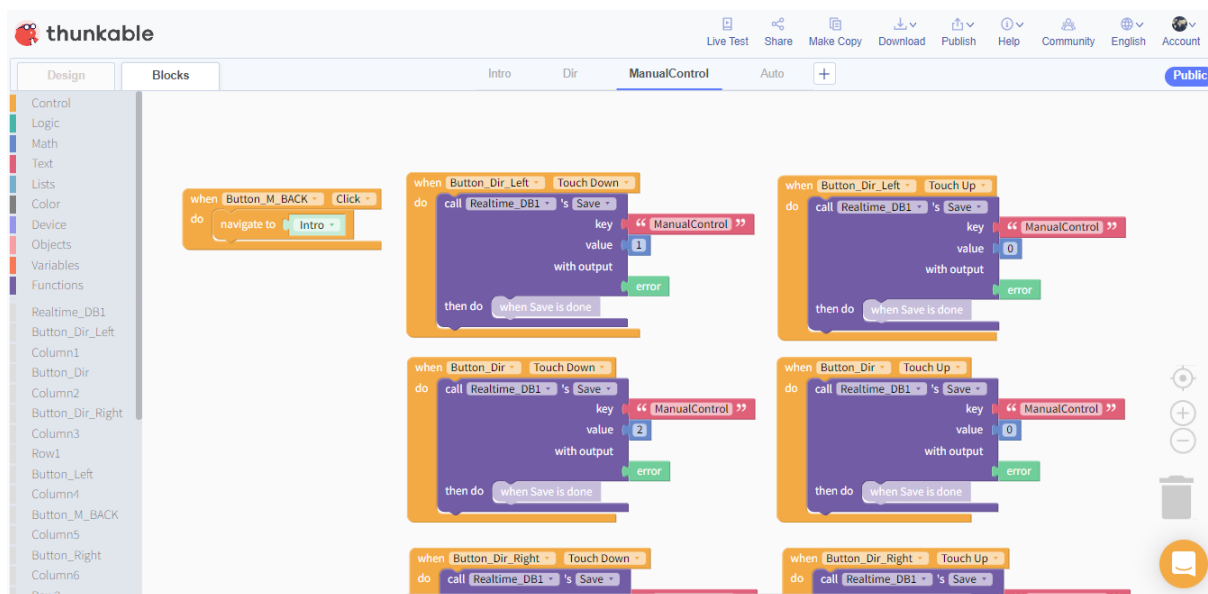 thunkable
Live Test Share Make Copy Download Publish Help Community English Account
Design Blocks Intro Dir ManualControl Auto + Public
Control
Logic
Math
Text
Lists
Color
Device
Objects
Variables
Functions
Realtime_DB1
Button_Dir_Left
Column1
Button_Dir
Column2
Button_Dir_Right
Column3
Row1
Button_Left
Column4
Button_M_BACK
Column5
Button_Right
Column6
when Button_M_BACK Click
do navigate to Intro
when Button_Dir_Left Touch Down
do call Realtime_DB1 's Save
key “ ManualControl ”
value 1
with output
error
then do when Save is done
when Button_Dir_Left Touch Up
do call Realtime_DB1 's Save
key “ ManualControl ”
value 0
with output
error
then do when Save is done
when Button_Dir Touch Down
do call Realtime_DB1 's Save
key “ ManualControl ”
value 2
with output
error
then do when Save is done
when Button_Dir Touch Up
do call Realtime_DB1 's Save
key “ ManualControl ”
value 0
with output
error
then do when Save is done
when Button_Dir_Right Touch Down
do call Realtime_DB1 's Save
when Button_Dir_Right Touch Up
do call Realtime_DB1 's Save